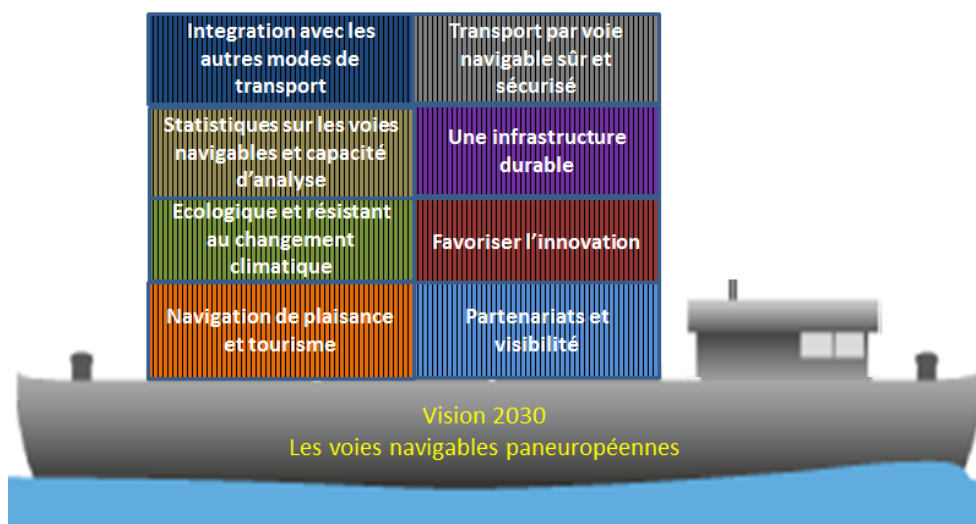 Integration avec les
autres modes de
transport
Transport par voie
navigable sûr et
sécurisé
Statistiques sur les voies
navigables et capacité
d’analyse
Une infrastructure
durable
Ecologique et résistant
au changement
climatique
Favoriser l’innovation
Navigation de plaisance
et tourisme
Partenariats et
visibilité
Vision 2030
Les voies navigables paneuropéennes